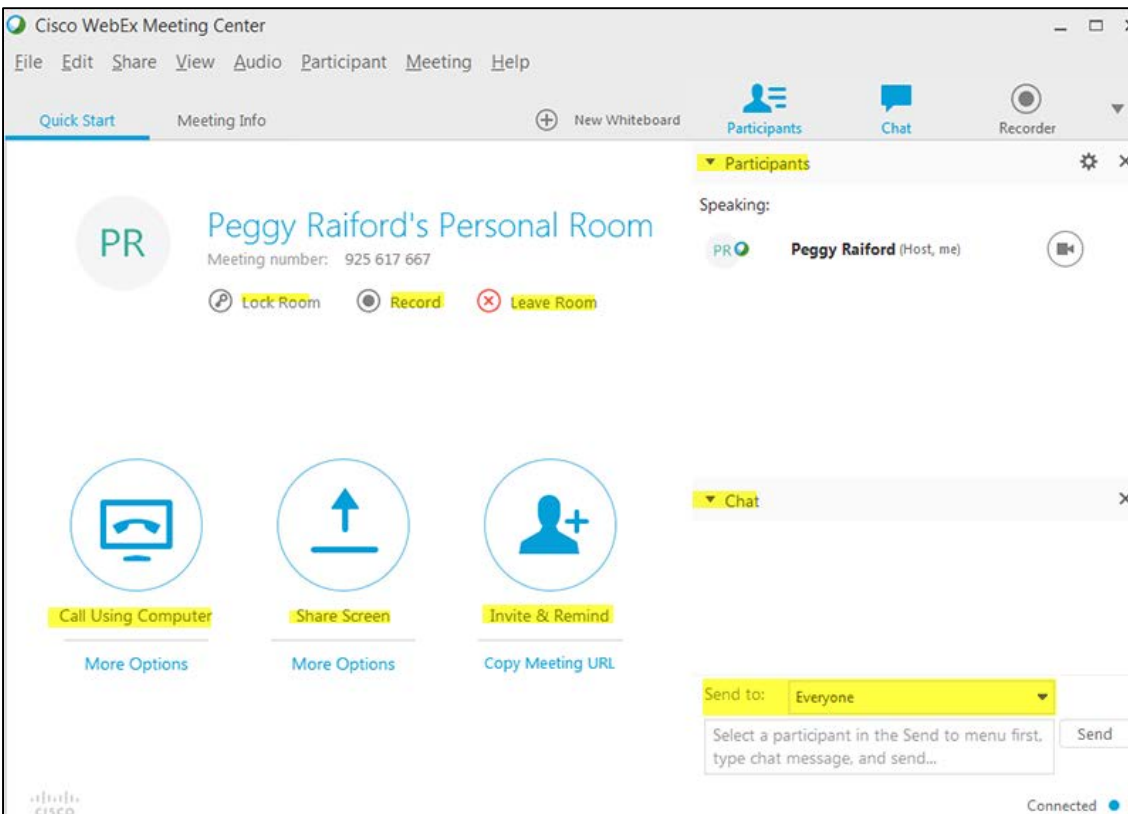 Cisco WebEx Meeting Center
File Edit Share View Audio Participant Meeting Help
Quick Start Meeting Info New Whiteboard
Participants Chat Recorder
Participants
Speaking:
PR Peggy Raiford (Host, me)
PR
Peggy Raiford's Personal Room
Meeting number: 925 617 667
Lock Room Record Leave Room
Call Using Computer Share Screen Invite & Remind
More Options More Options Copy Meeting URL
Chat
Send to: Everyone
Select a participant in the Send to menu first,
type chat message, and send...
Send
Connected
CISCO